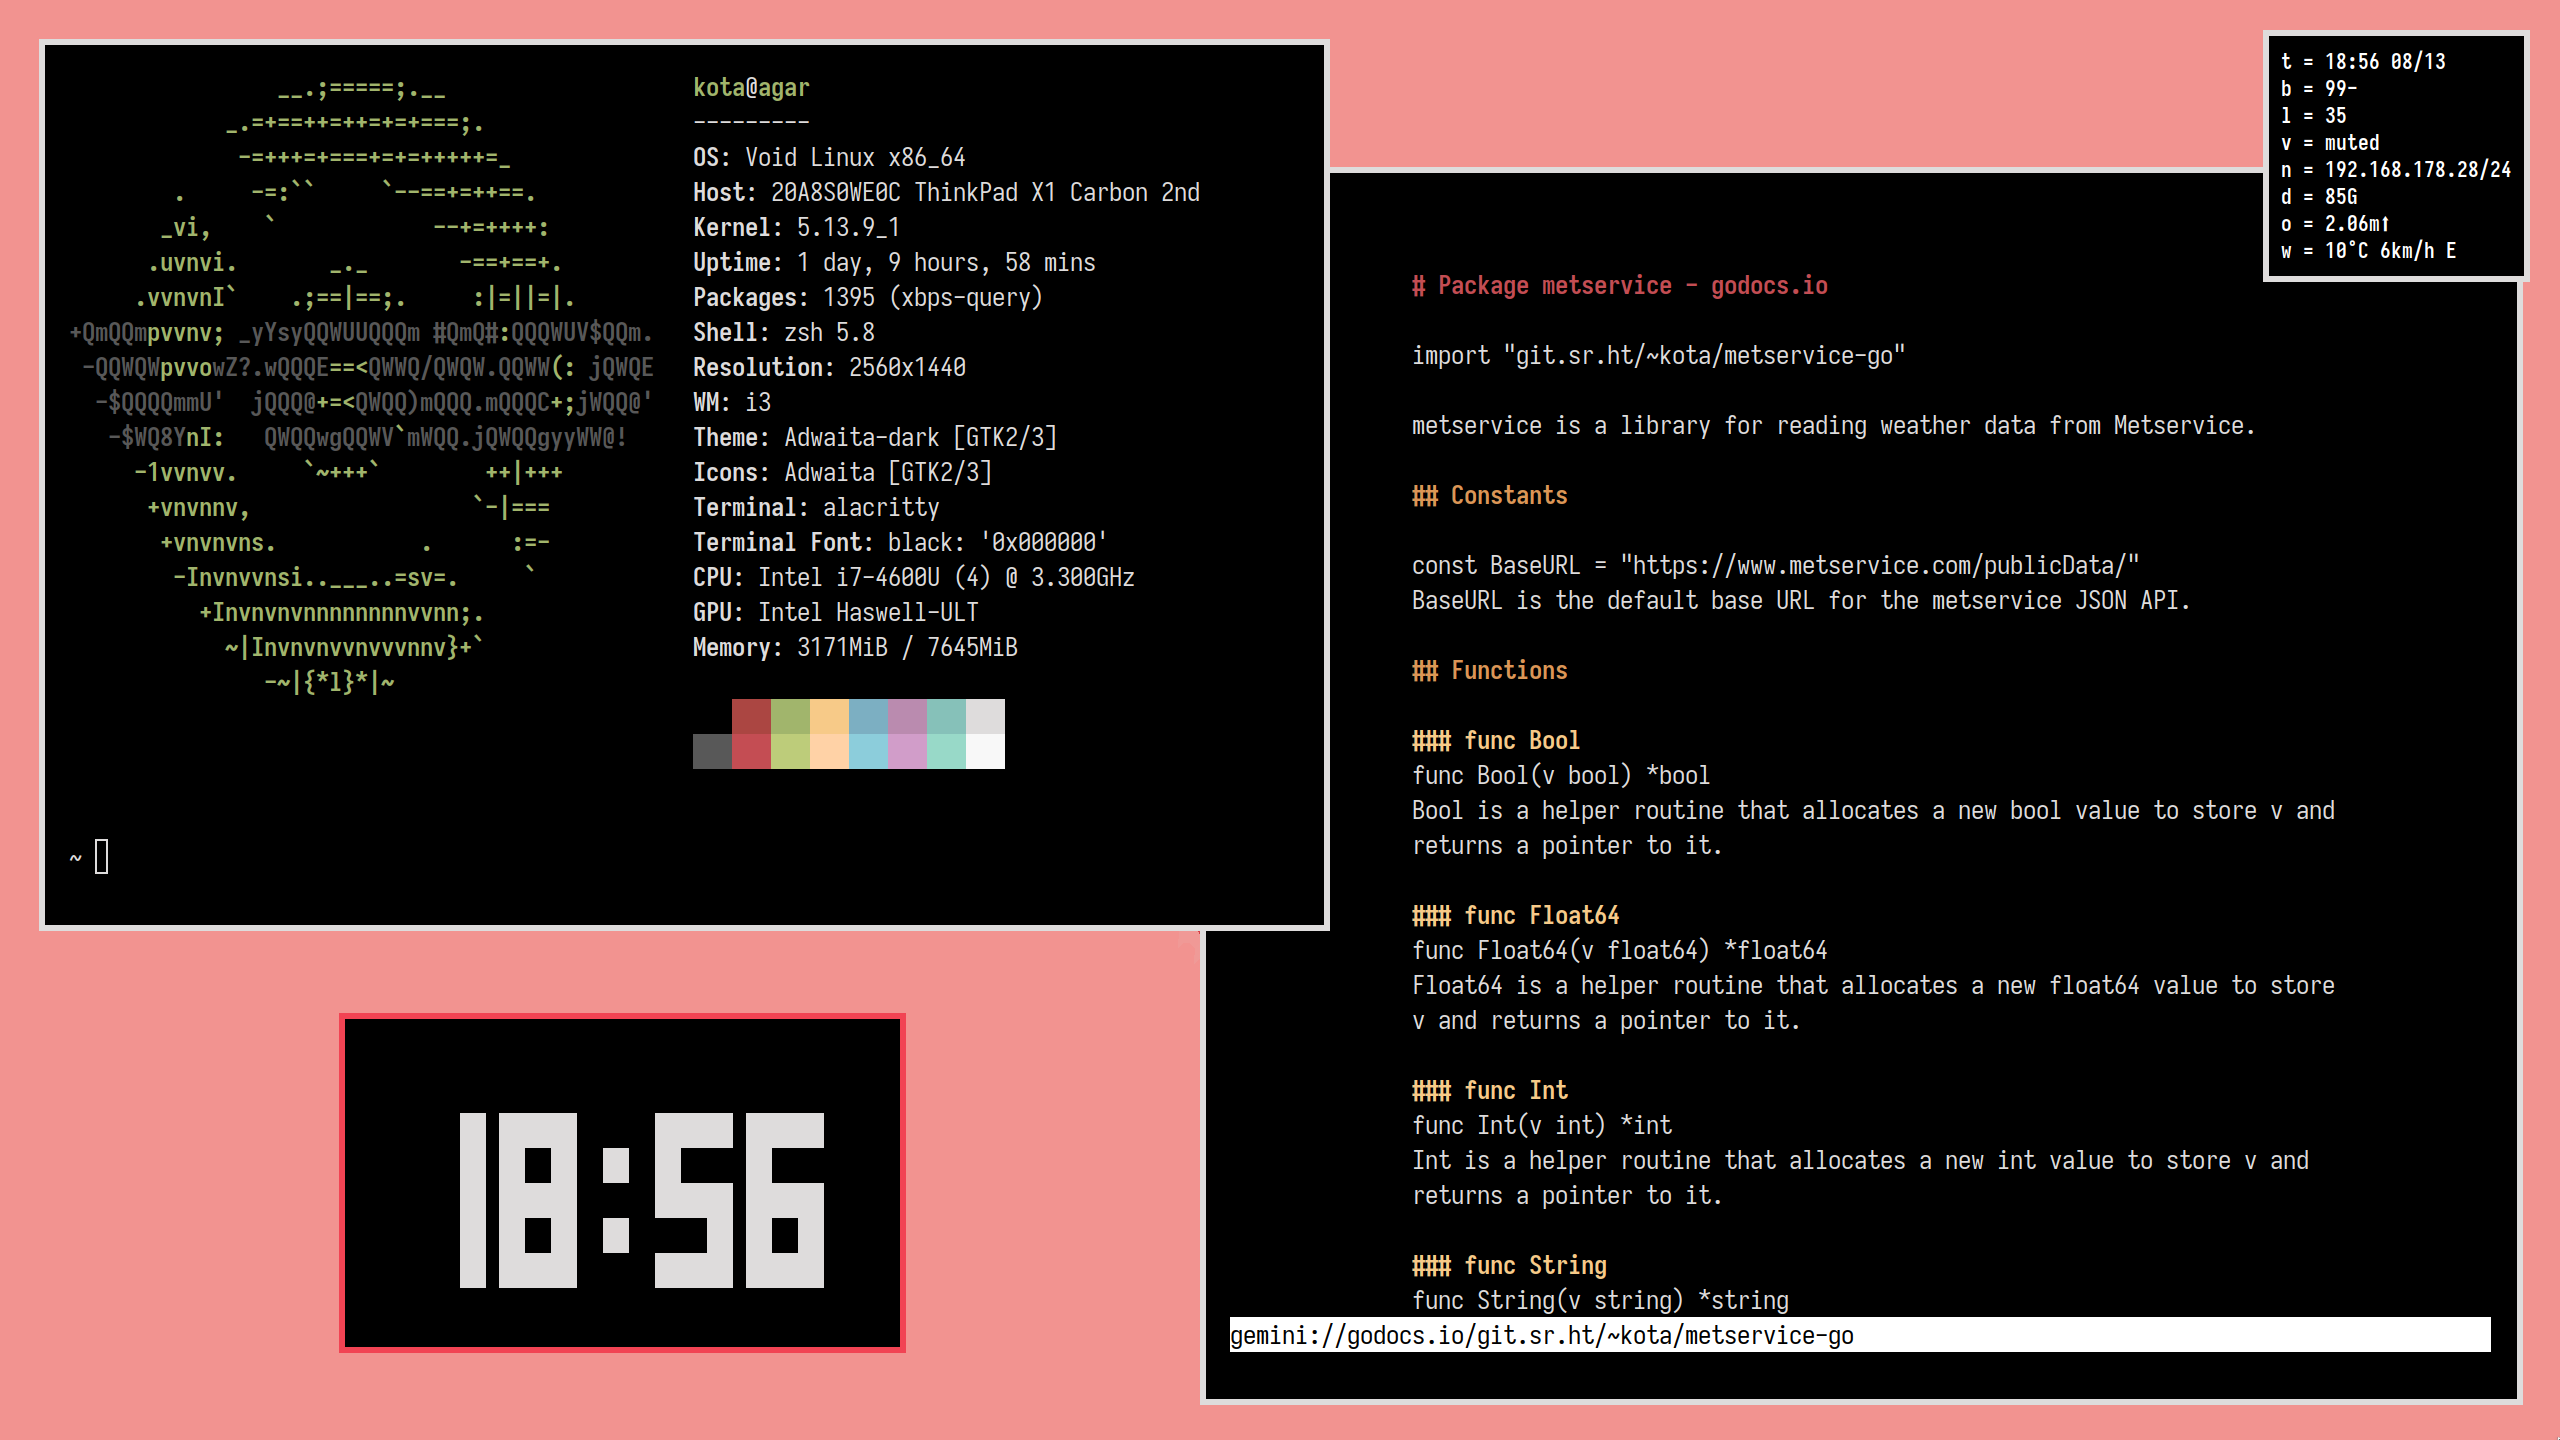 kota@agar
---------
OS: Void Linux x86_64
Host: 20A8S0WE0C ThinkPad X1 Carbon 2nd
Kernel: 5.13.9_1
Uptime: 1 day, 9 hours, 58 mins
Packages: 1395 (xbps-query)
Shell: zsh 5.8
Resolution: 2560x1440
WM: i3
Theme: Adwaita-dark [GTK2/3]
Icons: Adwaita [GTK2/3]
Terminal: alacritty
Terminal Font: black: '0x000000'
CPU: Intel i7-4600U (4) @ 3.300GHz
GPU: Intel Haswell-ULT
Memory: 3171MiB / 7645MiB
~
t = 18:56 08/13
b = 99-
l = 35
v = muted
n = 192.168.178.28/24
d = 85G
o = 2.06m↑
w = 10°C 6km/h E
# Package metservice - godocs.io
import "git.sr.ht/~kota/metservice-go"
metservice is a library for reading weather data from Metservice.
## Constants
const BaseURL = "https://www.metservice.com/publicData/"
BaseURL is the default base URL for the metservice JSON API.
## Functions
### func Bool
func Bool(v bool) *bool
Bool is a helper routine that allocates a new bool value to store v and
returns a pointer to it.
### func Float64
func Float64(v float64) *float64
Float64 is a helper routine that allocates a new float64 value to store
v and returns a pointer to it.
### func Int
func Int(v int) *int
Int is a helper routine that allocates a new int value to store v and
returns a pointer to it.
### func String
func String(v string) *string
gemini://godocs.io/git.sr.ht/~kota/metservice-go
18:56